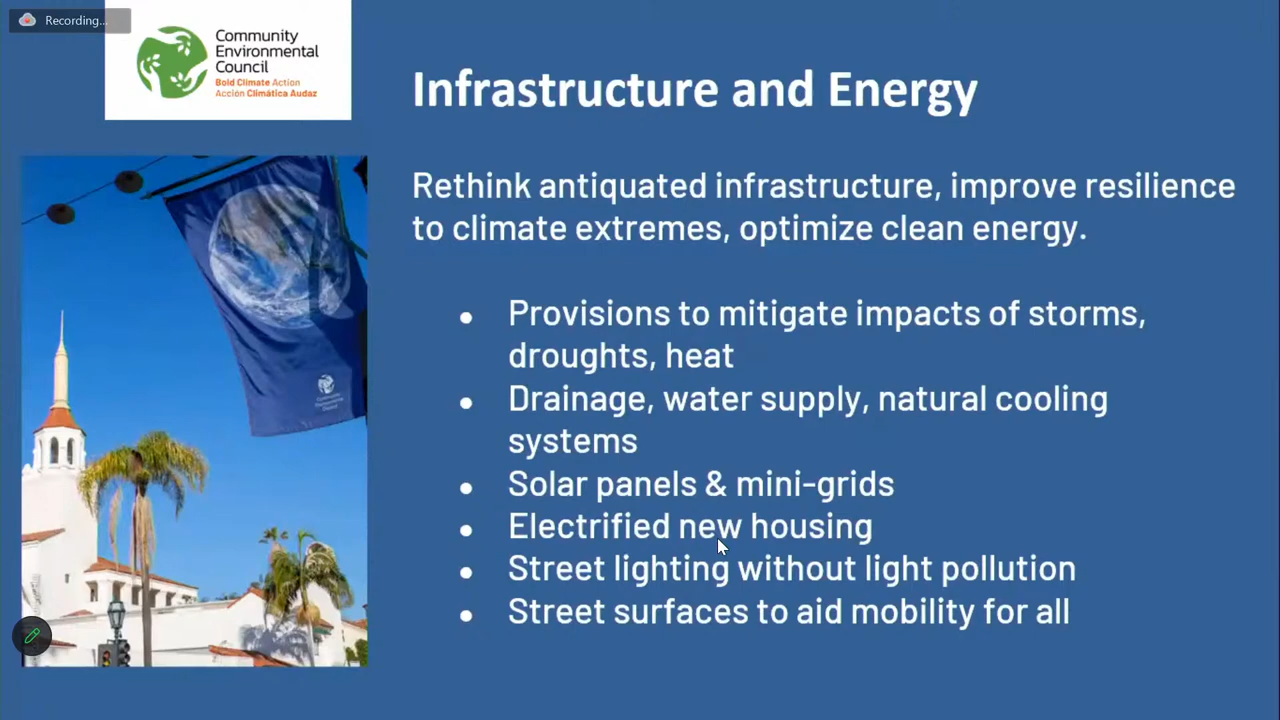 Recording...
Community
Environmental
Council
Bold Climate Action
Acción Climática Audaz
Infrastructure and Energy
Rethink antiquated infrastructure, improve resilience
to climate extremes, optimize clean energy.
• Provisions to mitigate impacts of storms,
droughts, heat
• Drainage, water supply, natural cooling
systems
• Solar panels & mini-grids
• Electrified new housing
• Street lighting without light pollution
• Street surfaces to aid mobility for all
Community
Environmental
Council